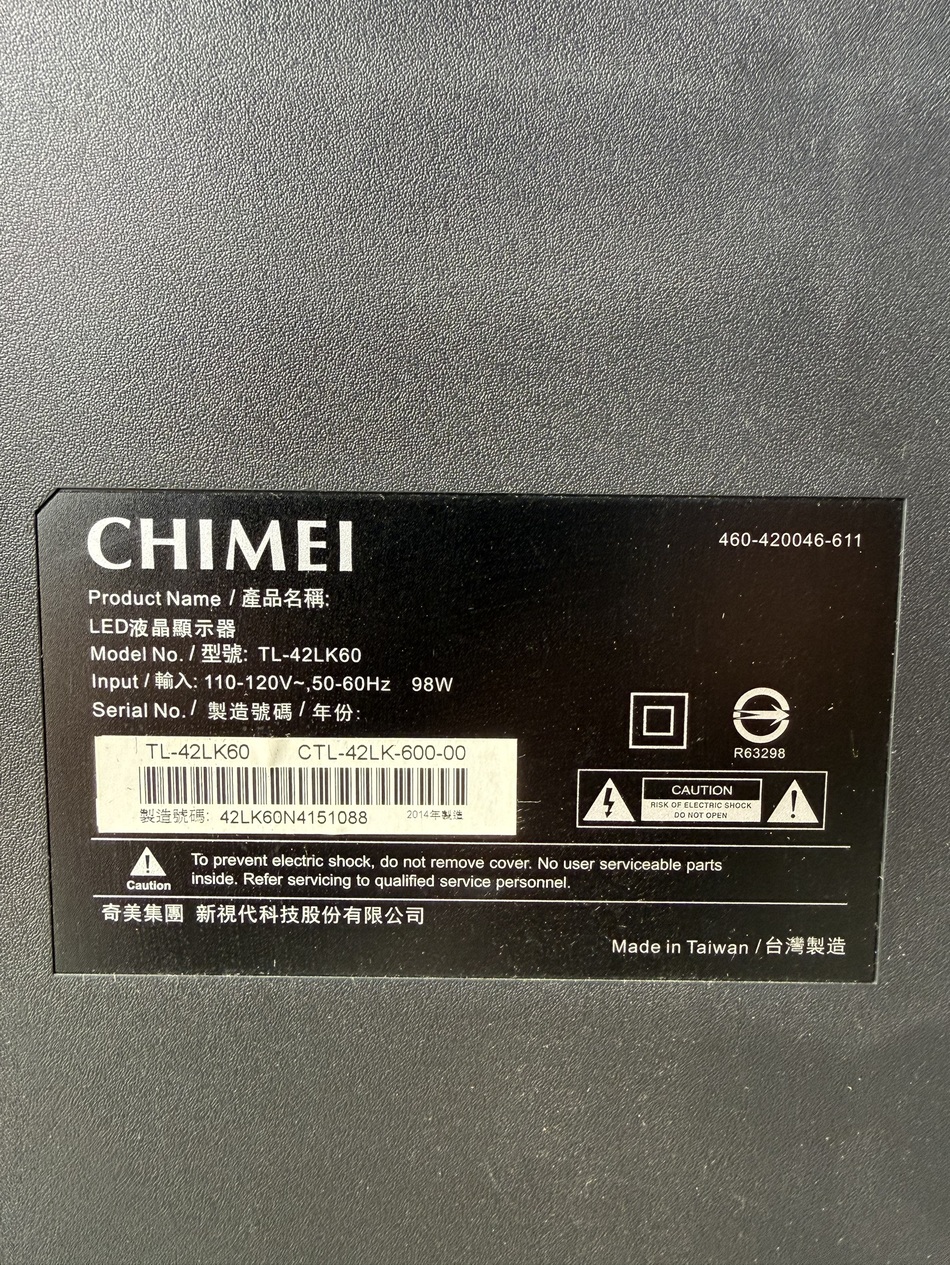 CHIMEI
460-420046-611
Product Name / 產品名稱:
LED液晶顯示器
Model No. / 型號: TL-42LK60
Input / 輸入: 110-120V~,50-60Hz 98W
Serial No. / 製造號碼 / 年份:
TL-42LK60 CTL-42LK-600-00
製造號碼: 42LK60N4151088 2014年製造
R63298
CAUTION
RISK OF ELECTRIC SHOCK
DO NOT OPEN
Caution
To prevent electric shock, do not remove cover. No user serviceable parts
inside. Refer servicing to qualified service personnel.
奇美集團 新視代科技股份有限公司
Made in Taiwan / 台灣製造